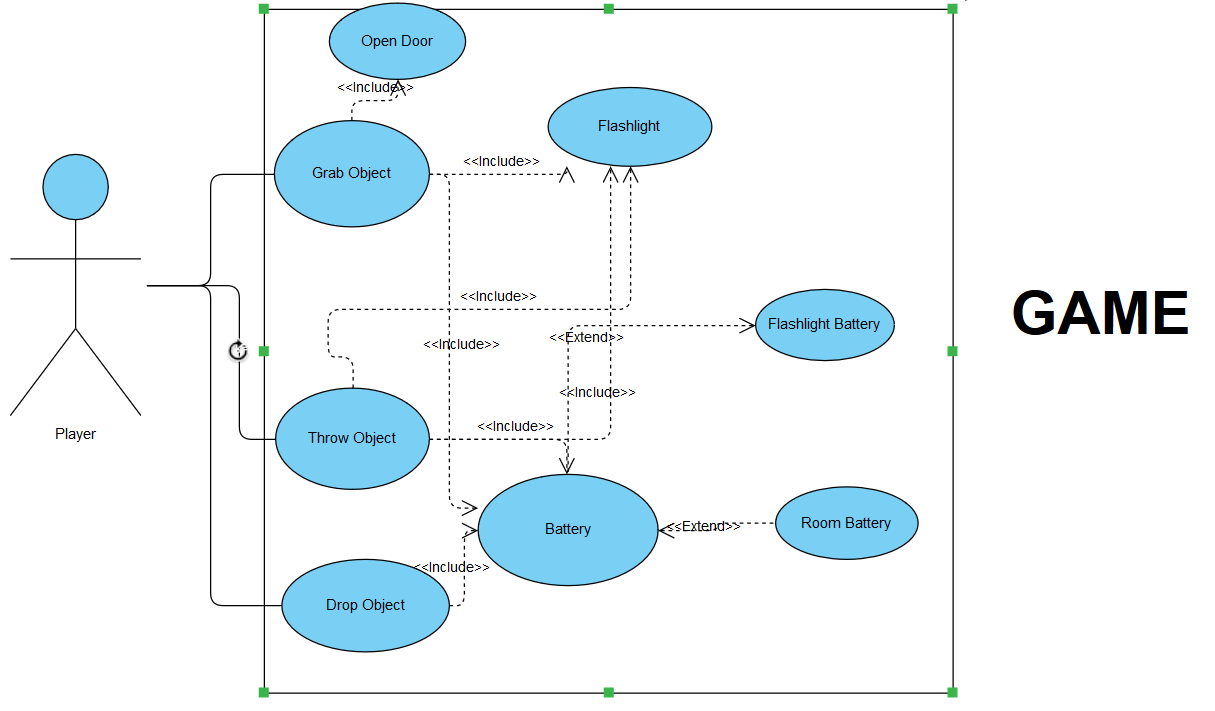 Open Door
<<Include>>
Flashlight
<<Include>>
Grab Object
<<Include>>
GAME
Flashlight Battery
<<Extend>>
<<Include>>
<<Include>>
<<Include>>
Player
Throw Object
Room Battery
<<Extend>>
Battery
<<Include>>
Drop Object